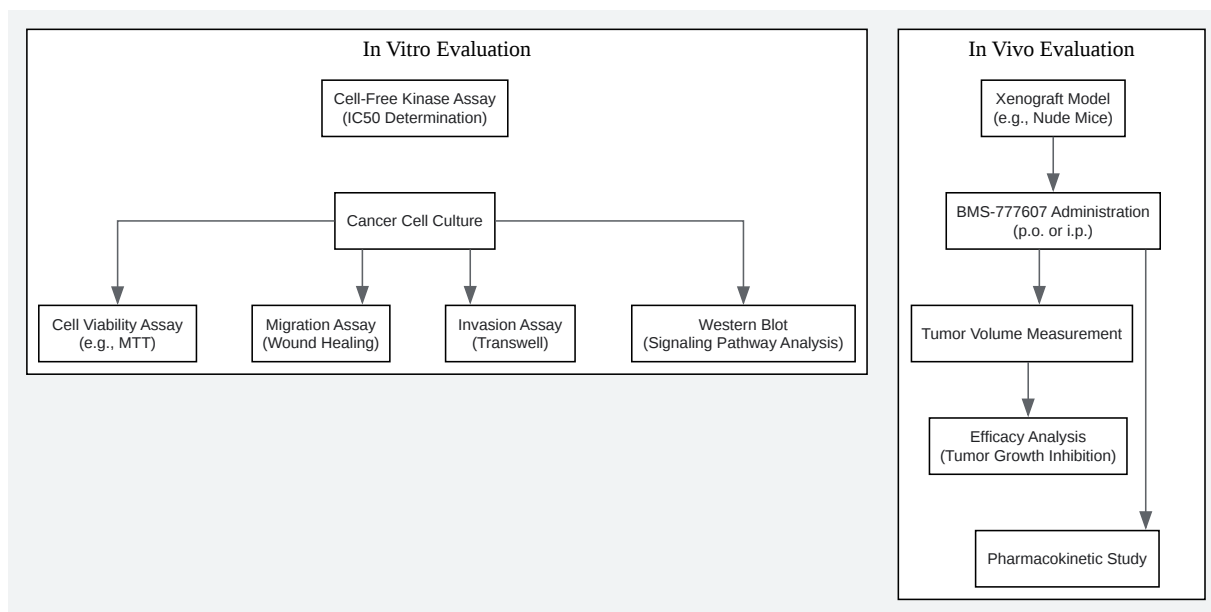 In Vitro Evaluation
Cell-Free Kinase Assay
(IC50 Determination)
Cancer Cell Culture
Cell Viability Assay
(e.g., MTT)
Migration Assay
(Wound Healing)
Invasion Assay
(Transwell)
Western Blot
(Signaling Pathway Analysis)
In Vivo Evaluation
Xenograft Model
(e.g., Nude Mice)
BMS-777607 Administration
(p.o. or i.p.)
Tumor Volume Measurement
Efficacy Analysis
(Tumor Growth Inhibition)
Pharmacokinetic Study